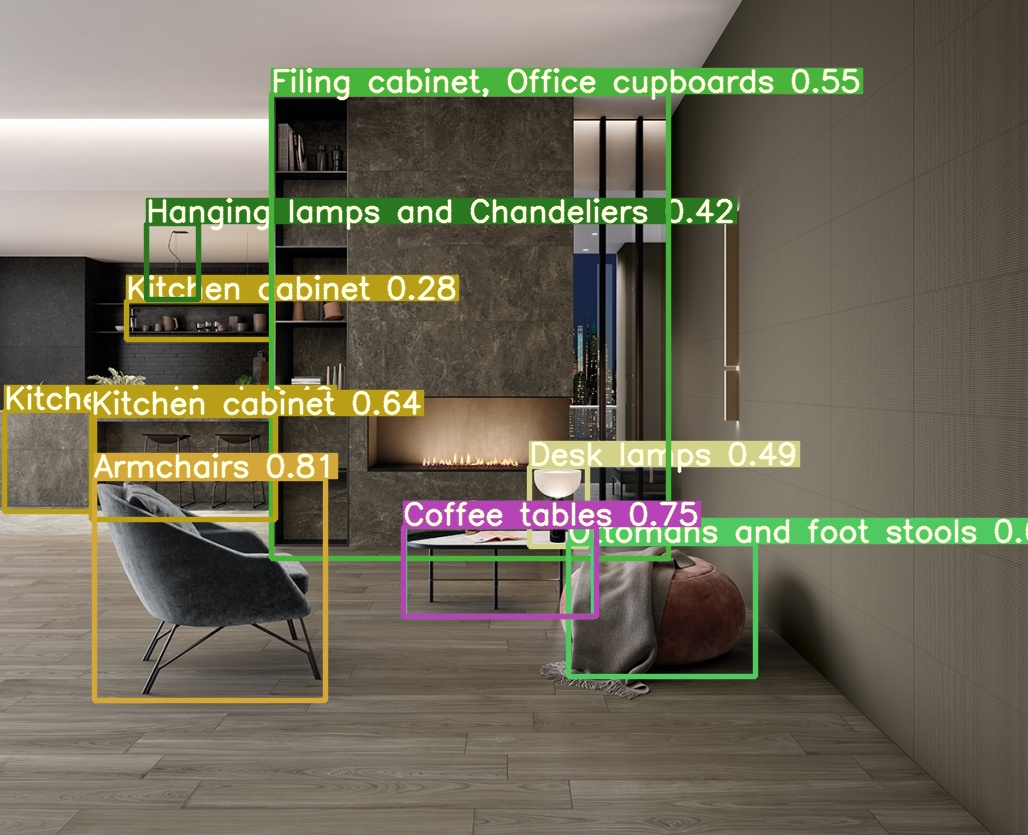 Filing cabinet, Office cupboards 0.55
Hanging lamps and Chandeliers 0.42
Kitchen cabinet 0.28
Kitchen cabinet 0.64
Armchairs 0.81
Desk lamps 0.49
Coffee tables 0.75
Ottomans and foot stools